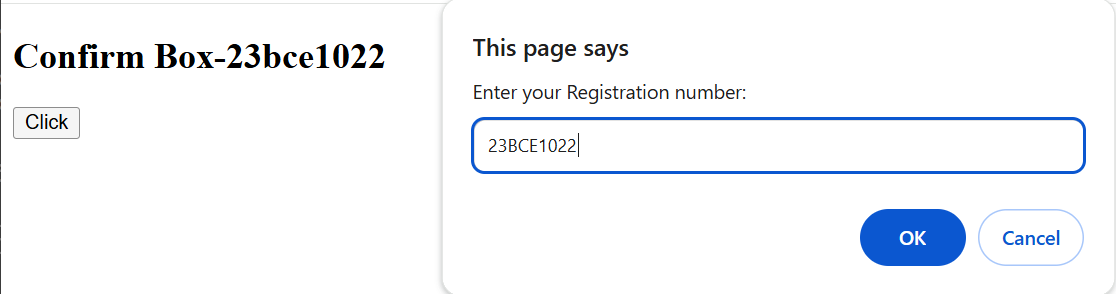 Confirm Box-23bce1022
Click
This page says
Enter your Registration number:
23BCE1022
OK
Cancel